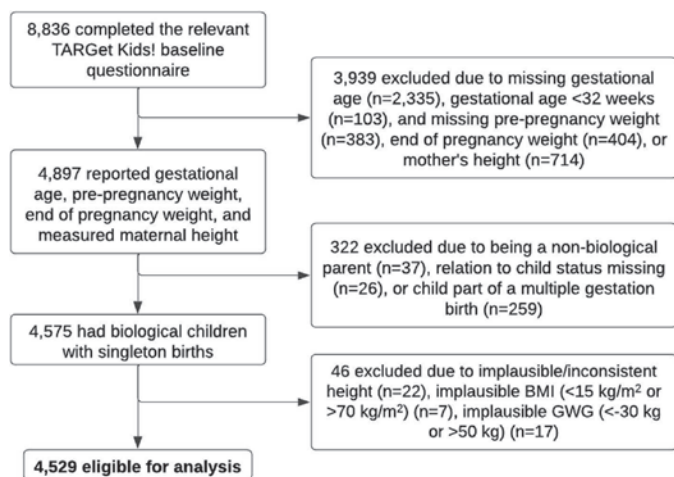 8,836 completed the relevant
TARGet Kids! baseline
questionnaire
3,939 excluded due to missing gestational
age (n=2,335), gestational age <32 weeks
(n=103), and missing pre-pregnancy weight
(n=383), end of pregnancy weight (n=404), or
mother's height (n=714)
4,897 reported gestational
age, pre-pregnancy weight,
end of pregnancy weight, and
measured maternal height
322 excluded due to being a non-biological
parent (n=37), relation to child status missing
(n=26), or child part of a multiple gestation
birth (n=259)
4,575 had biological children
with singleton births
46 excluded due to implausible/inconsistent
height (n=22), implausible BMI (<15 kg/m² or
>70 kg/m²) (n=7), implausible GWG (<-30 kg
or >50 kg) (n=17)
4,529 eligible for analysis